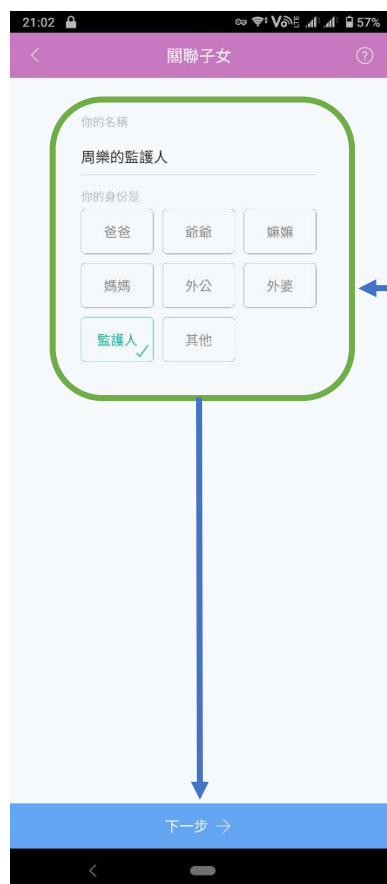 21:02 57%
關聯子女
你的名稱
周樂的監護人
你的身份是
爸爸 爺爺 嫲嫲
媽媽 外公 外婆
監護人 其他
下一步